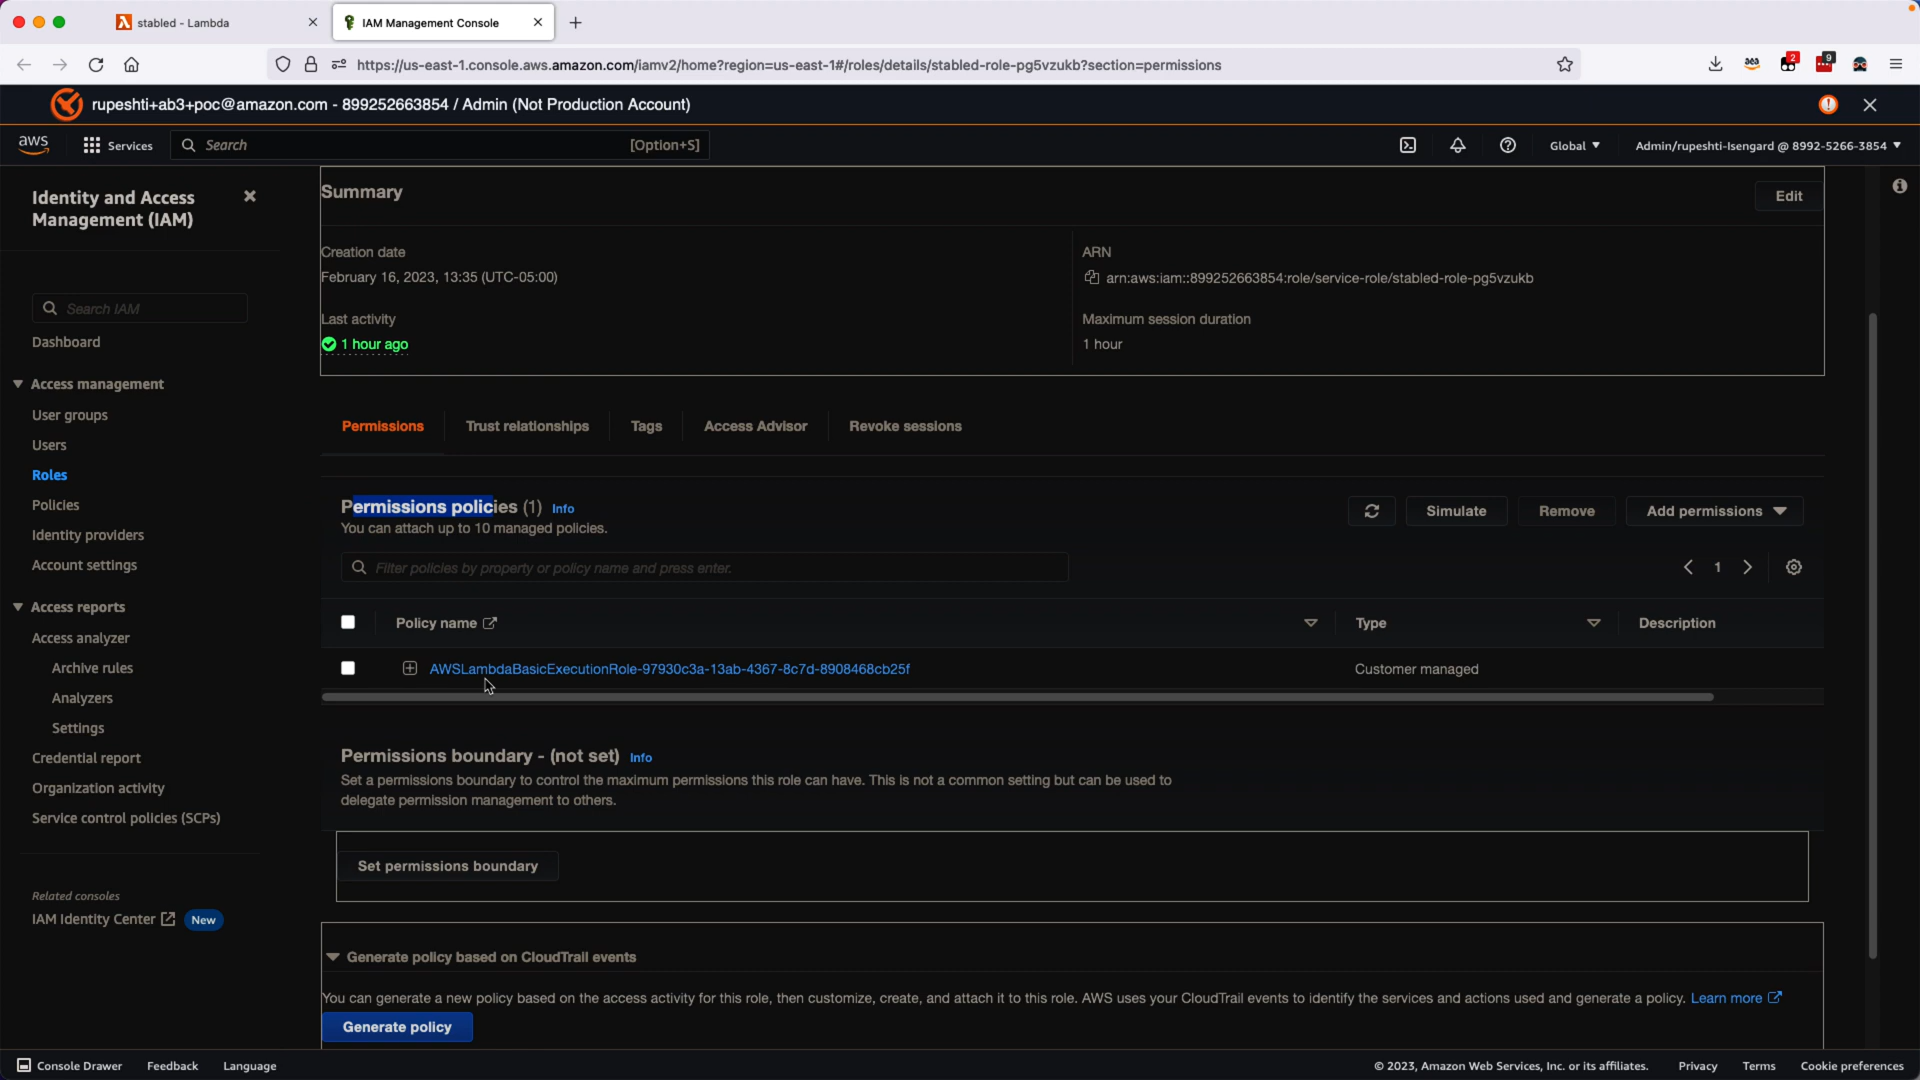 stabled - Lambda
IAM Management Console
https://us-east-1.console.aws.amazon.com/iamv2/home?region=us-east-1#/roles/details/stabled-role-pg5vzukb?section=permissions
2
9
rupeshti+ab3+poc@amazon.com - 899252663854 / Admin (Not Production Account)
aws
Services
Search
[Option+S]
Global
Admin/rupeshti-Isengard @ 8992-5266-3854
Identity and Access
Management (IAM)
Search IAM
Dashboard
Access management
User groups
Users
Roles
Policies
Identity providers
Account settings
Access reports
Access analyzer
Archive rules
Analyzers
Settings
Credential report
Organization activity
Service control policies (SCPs)
Related consoles
IAM Identity Center New
Summary
Edit
Creation date
February 16, 2023, 13:35 (UTC-05:00)
ARN
arn:aws:iam::899252663854:role/service-role/stabled-role-pg5vzukb
Last activity
1 hour ago
Maximum session duration
1 hour
Permissions
Trust relationships
Tags
Access Advisor
Revoke sessions
Permissions policies (1) Info
You can attach up to 10 managed policies.
Simulate
Remove
Add permissions
Filter policies by property or policy name and press enter.
1
Policy name
Type
Description
AWSLambdaBasicExecutionRole-97930c3a-13ab-4367-8c7d-8908468cb25f
Customer managed
Permissions boundary - (not set) Info
Set a permissions boundary to control the maximum permissions this role can have. This is not a common setting but can be used to
delegate permission management to others.
Set permissions boundary
Generate policy based on CloudTrail events
You can generate a new policy based on the access activity for this role, then customize, create, and attach it to this role. AWS uses your CloudTrail events to identify the services and actions used and generate a policy. Learn more
Generate policy
Console Drawer
Feedback
Language
© 2023, Amazon Web Services, Inc. or its affiliates.
Privacy
Terms
Cookie preferences